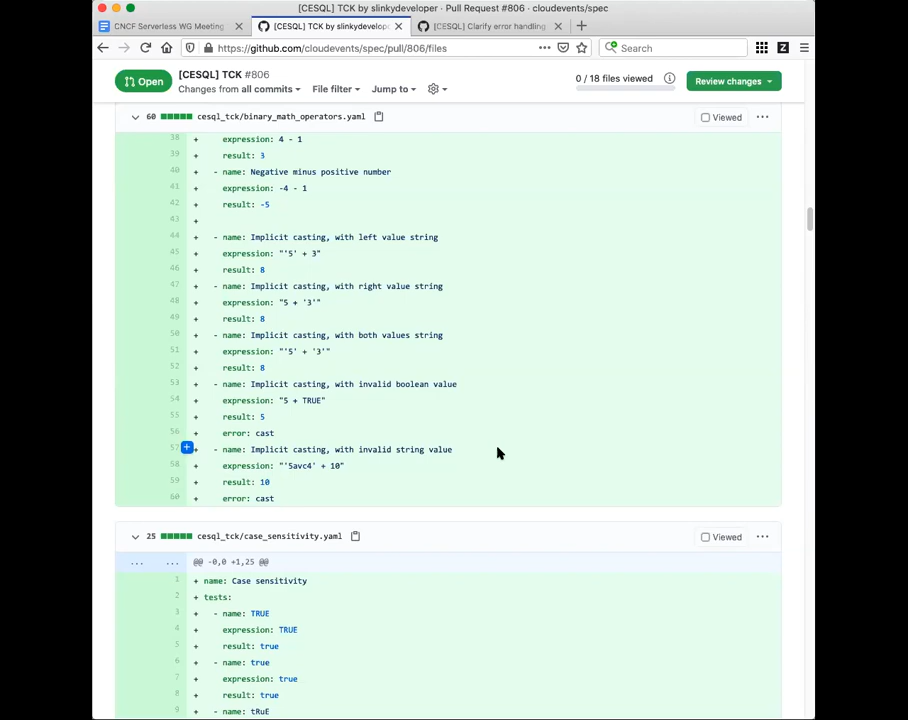 CNCF Serverless WG Meeting
[CESQL] TCK by slinkydevelope
[CESQL] Clarify error handling
https://github.com/cloudevents/spec/pull/806/files
Search
Z
Open
[CESQL] TCK #806
Changes from all commits
File filter
Jump to
0 / 18 files viewed
Review changes
60
cesql_tck/binary_math_operators.yaml
Viewed
38 + expression: 4 - 1
39 + result: 3
40 + - name: Negative minus positive number
41 + expression: -4 - 1
42 + result: -5
43 +
44 + - name: Implicit casting, with left value string
45 + expression: "'5' + 3"
46 + result: 8
47 + - name: Implicit casting, with right value string
48 + expression: "5 + '3'"
49 + result: 8
50 + - name: Implicit casting, with both values string
51 + expression: "'5' + '3'"
52 + result: 8
53 + - name: Implicit casting, with invalid boolean value
54 + expression: "5 + TRUE"
55 + result: 5
56 + error: cast
57 + - name: Implicit casting, with invalid string value
58 + expression: "'5avc4' + 10"
59 + result: 10
60 + error: cast
25
cesql_tck/case_sensitivity.yaml
Viewed
... ... @@ -0,0 +1,25 @@
1 + name: Case sensitivity
2 + tests:
3 + - name: TRUE
4 + expression: TRUE
5 + result: true
6 + - name: true
7 + expression: true
8 + result: true
9 + - name: tRuE
[CESQL] TCK by slinkydeveloper · Pull Request #806 · cloudevents/spec